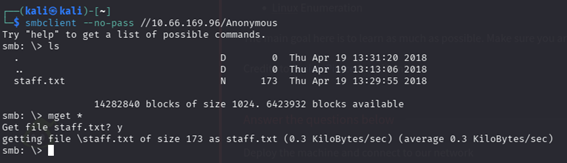 ┌──(kali㉿kali)-[~]
└─$ smbclient --no-pass //10.66.169.96/Anonymous
Try "help" to get a list of possible commands.
smb: \> ls
  .                                   D        0  Thu Apr 19 13:31:20 2018
  ..                                  D        0  Thu Apr 19 13:13:06 2018
  staff.txt                           N      173  Thu Apr 19 13:29:55 2018

                14282840 blocks of size 1024. 6423932 blocks available
smb: \> mget *
Get file staff.txt? y
getting file \staff.txt of size 173 as staff.txt (0.3 KiloBytes/sec) (average 0.3 KiloBytes/sec)
smb: \>